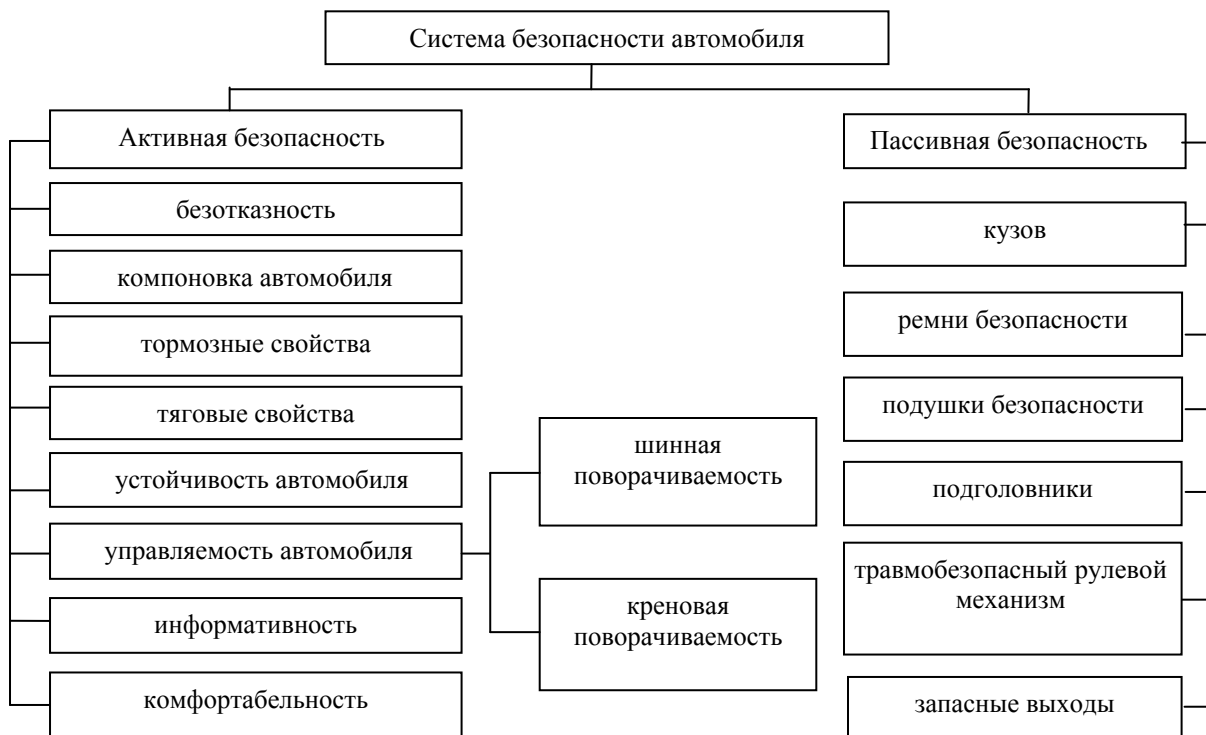 Система безопасности автомобиля
Активная безопасность
безотказность
компоновка автомобиля
тормозные свойства
тяговые свойства
устойчивость автомобиля
управляемость автомобиля
информативность
комфортабельность
шинная
поворачиваемость
креновая
поворачиваемость
Пассивная безопасность
кузов
ремни безопасности
подушки безопасности
подголовники
травмобезопасный рулевой
механизм
запасные выходы